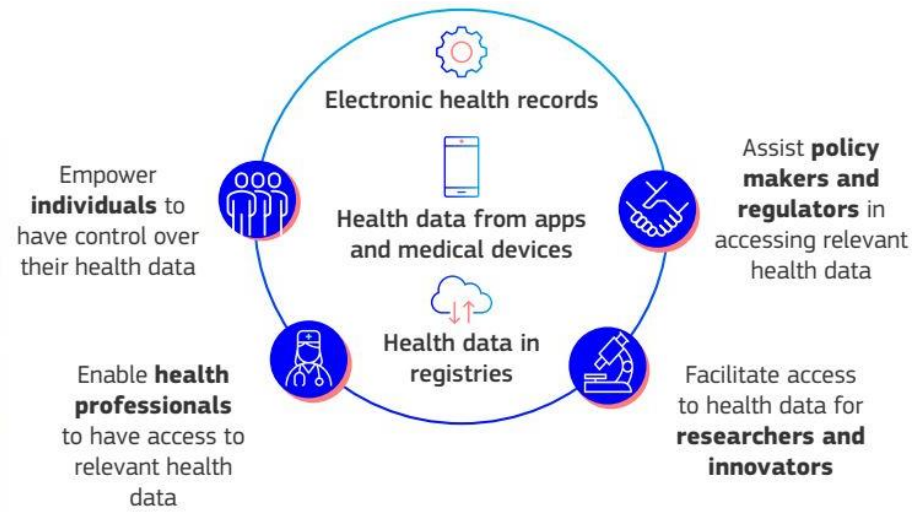 Electronic health records
Health data from apps
and medical devices
Health data in
registries
Empower
individuals to
have control over
their health data
Enable health
professionals
to have access to
relevant health
data
Assist policy
makers and
regulators in
accessing relevant
health data
Facilitate access
to health data for
researchers and
innovators